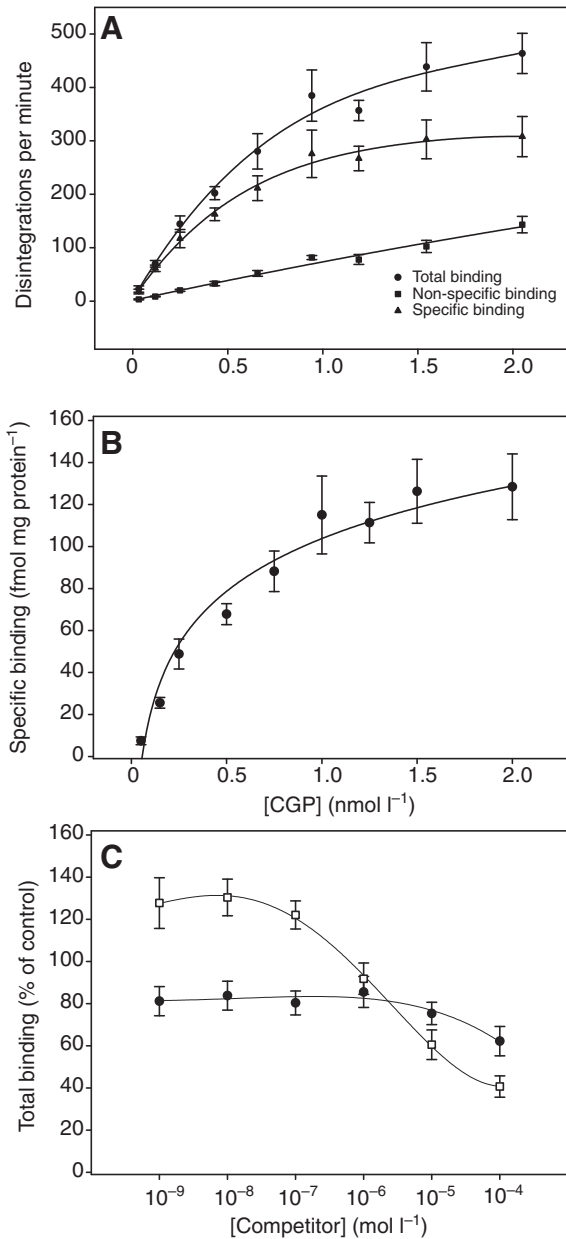 A
Disintegrations per minute
500
400
300
200
100
0
Total binding
Non-specific binding
Specific binding
0 0.5 1.0 1.5 2.0
B
Specific binding (fmol mg protein⁻¹)
160
140
120
100
80
60
40
20
0
0 0.5 1.0 1.5 2.0
[CGP] (nmol l⁻¹)
C
Total binding (% of control)
160
140
120
100
80
60
40
20
0
10⁻⁹ 10⁻⁸ 10⁻⁷ 10⁻⁶ 10⁻⁵ 10⁻⁴
[Competitor] (mol l⁻¹)